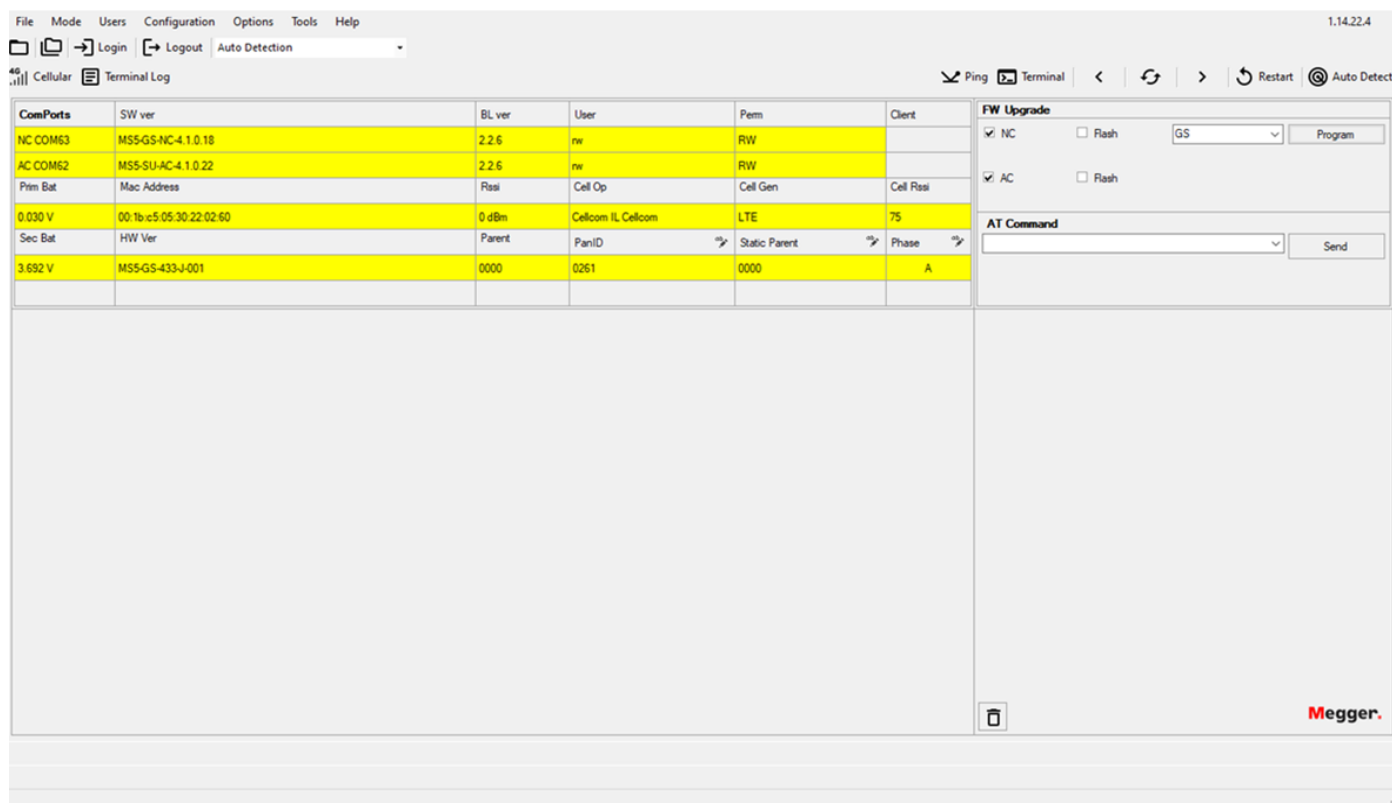 File Mode Users Configuration Options Tools Help 1.14.22.4
Login Logout Auto Detection
4G Cellular Terminal Log Ping Terminal Restart Auto Detect
ComPorts SW ver BL ver User Perm Client FW Upgrade
NC COM63 MS5-GS-NC-4.1.0.18 2.2.6 rw RW NC Flash GS Program
AC COM62 MS5-SU-AC-4.1.0.22 2.2.6 rw RW AC Flash
Prim Bat Mac Address Rssi Cell Op Cell Gen Cell Rssi
0.030 V 00:1b:c5:05:30:22:02:60 0 dBm Cellcom IL Cellcom LTE 75 AT Command
Sec Bat HW Ver Parent PanID Static Parent Phase Send
3.692 V MS5-GS-433-J-001 0000 0261 0000 A
Megger.